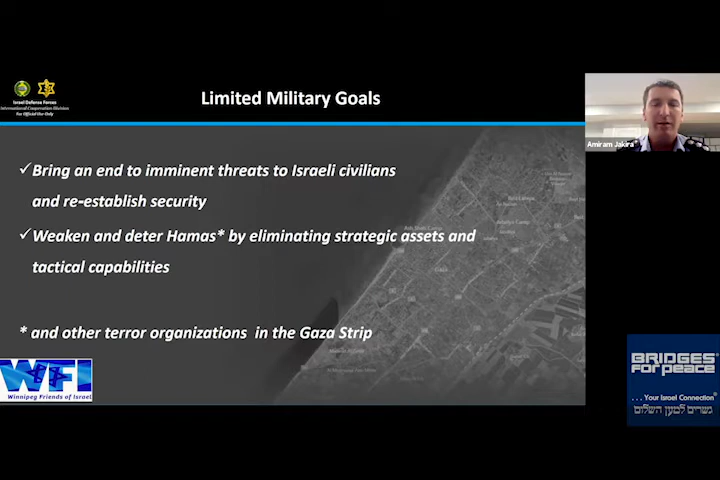 Israel Defense Forces
International Cooperation Division
For Official Use Only
Limited Military Goals
Amiram Jakira
✓Bring an end to imminent threats to Israeli civilians
and re-establish security
✓Weaken and deter Hamas* by eliminating strategic assets and
tactical capabilities
* and other terror organizations in the Gaza Strip
WFI
Winnipeg Friends of Israel
BRIDGES
FOR PEACE
®
...Your Israel Connection®
גשרים למען השלום